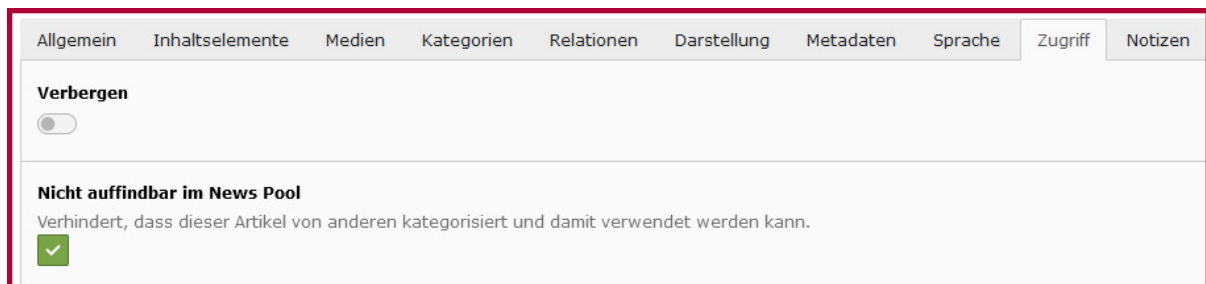 Allgemein Inhaltselemente Medien Kategorien Relationen Darstellung Metadaten Sprache Zugriff Notizen
Verbergen
Nicht auffindbar im News Pool
Verhindert, dass dieser Artikel von anderen kategorisiert und damit verwendet werden kann.